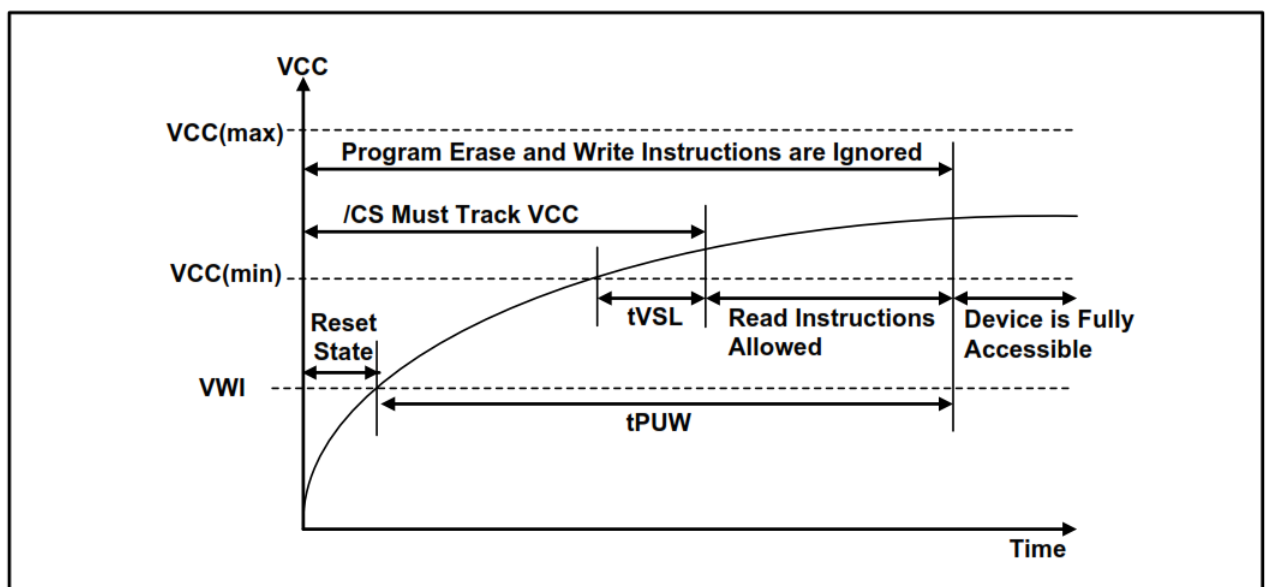 VCC
VCC(max)
Program Erase and Write Instructions are Ignored
/CS Must Track VCC
VCC(min)
tVSL
Read Instructions
Allowed
Device is Fully
Accessible
Reset
State
VWI
tPUW
Time